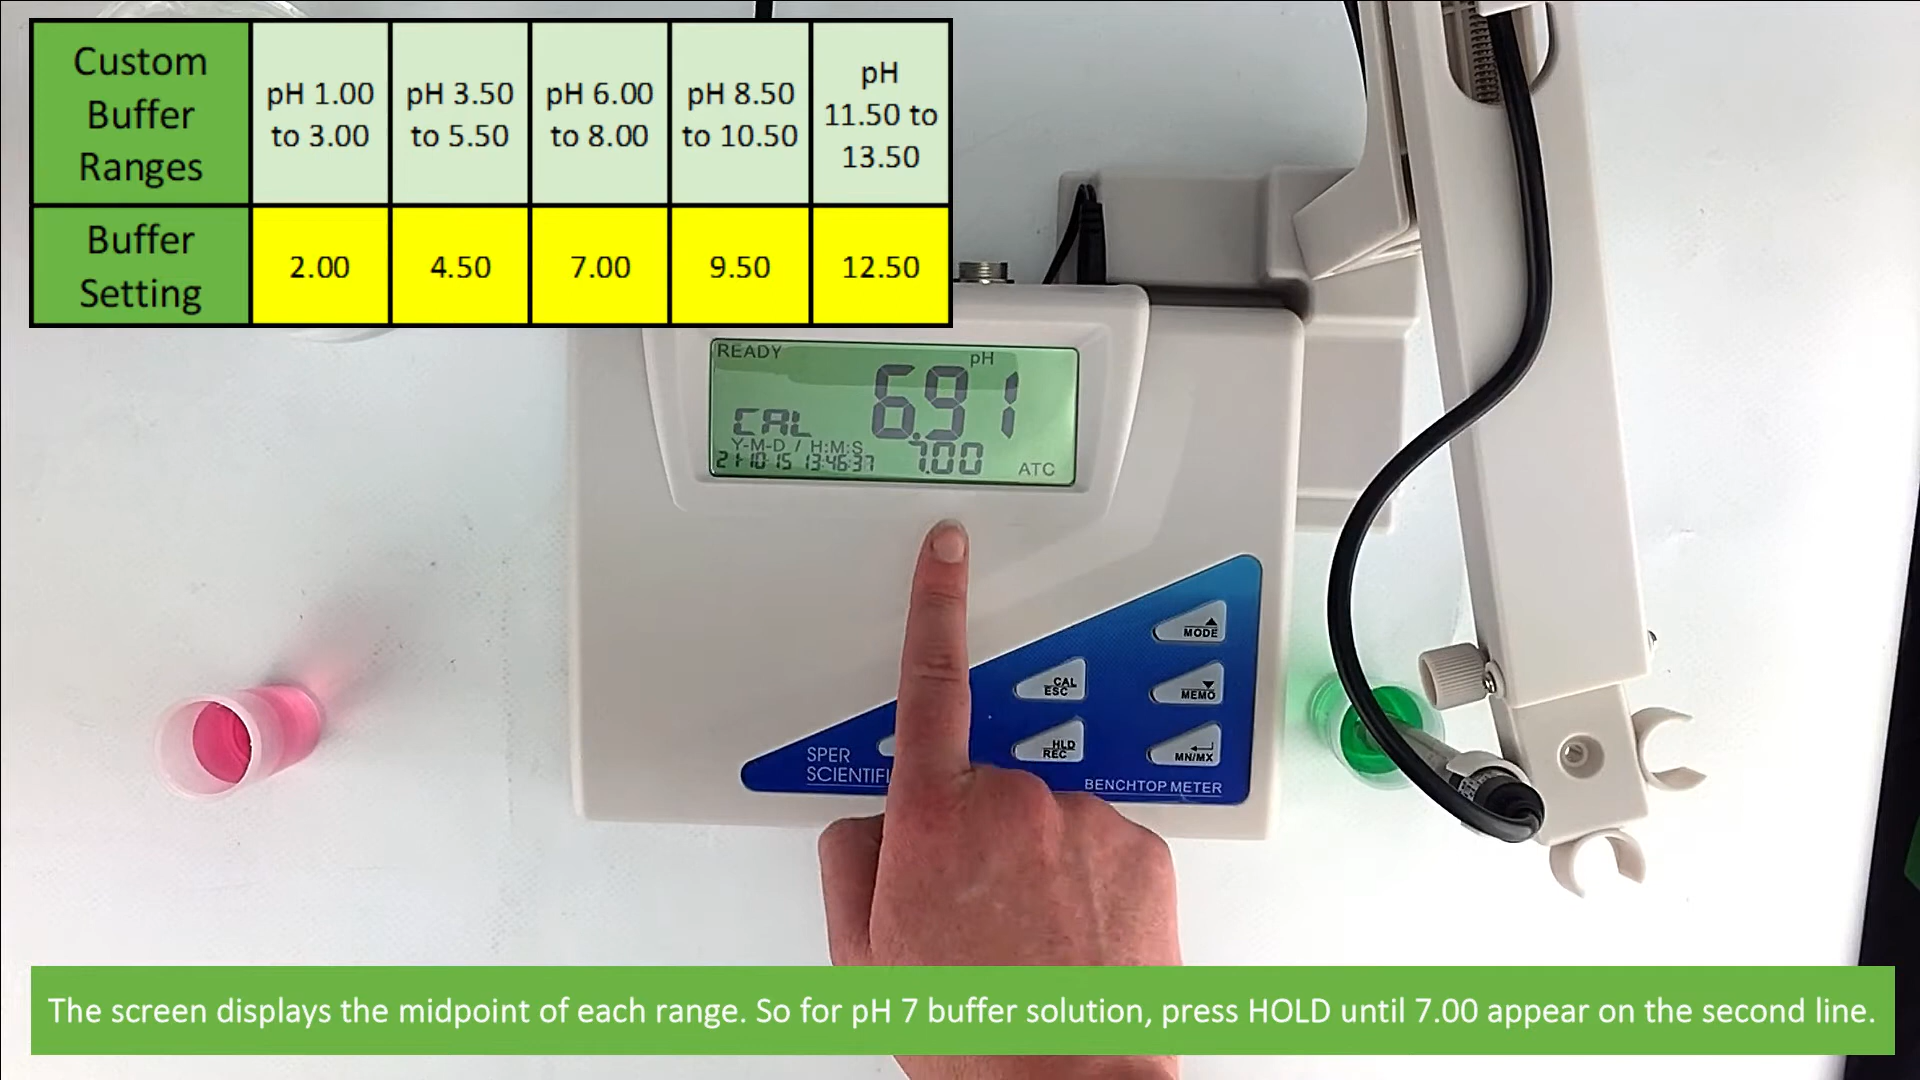 Custom
Buffer
Ranges
pH 1.00
to 3.00
pH 3.50
to 5.50
pH 6.00
to 8.00
pH 8.50
to 10.50
pH
11.50 to
13.50
Buffer
Setting
2.00
4.50
7.00
9.50
12.50
READY
pH
6.91
CAL
Y-M-D / H:M:S
21-10-15 13:46:37
7.00
ATC
MODE
CAL
ESC
MEMO
HLD
REC
MN/MX
SPER
SCIENTIFI
BENCHTOP METER
The screen displays the midpoint of each range. So for pH 7 buffer solution, press HOLD until 7.00 appear on the second line.